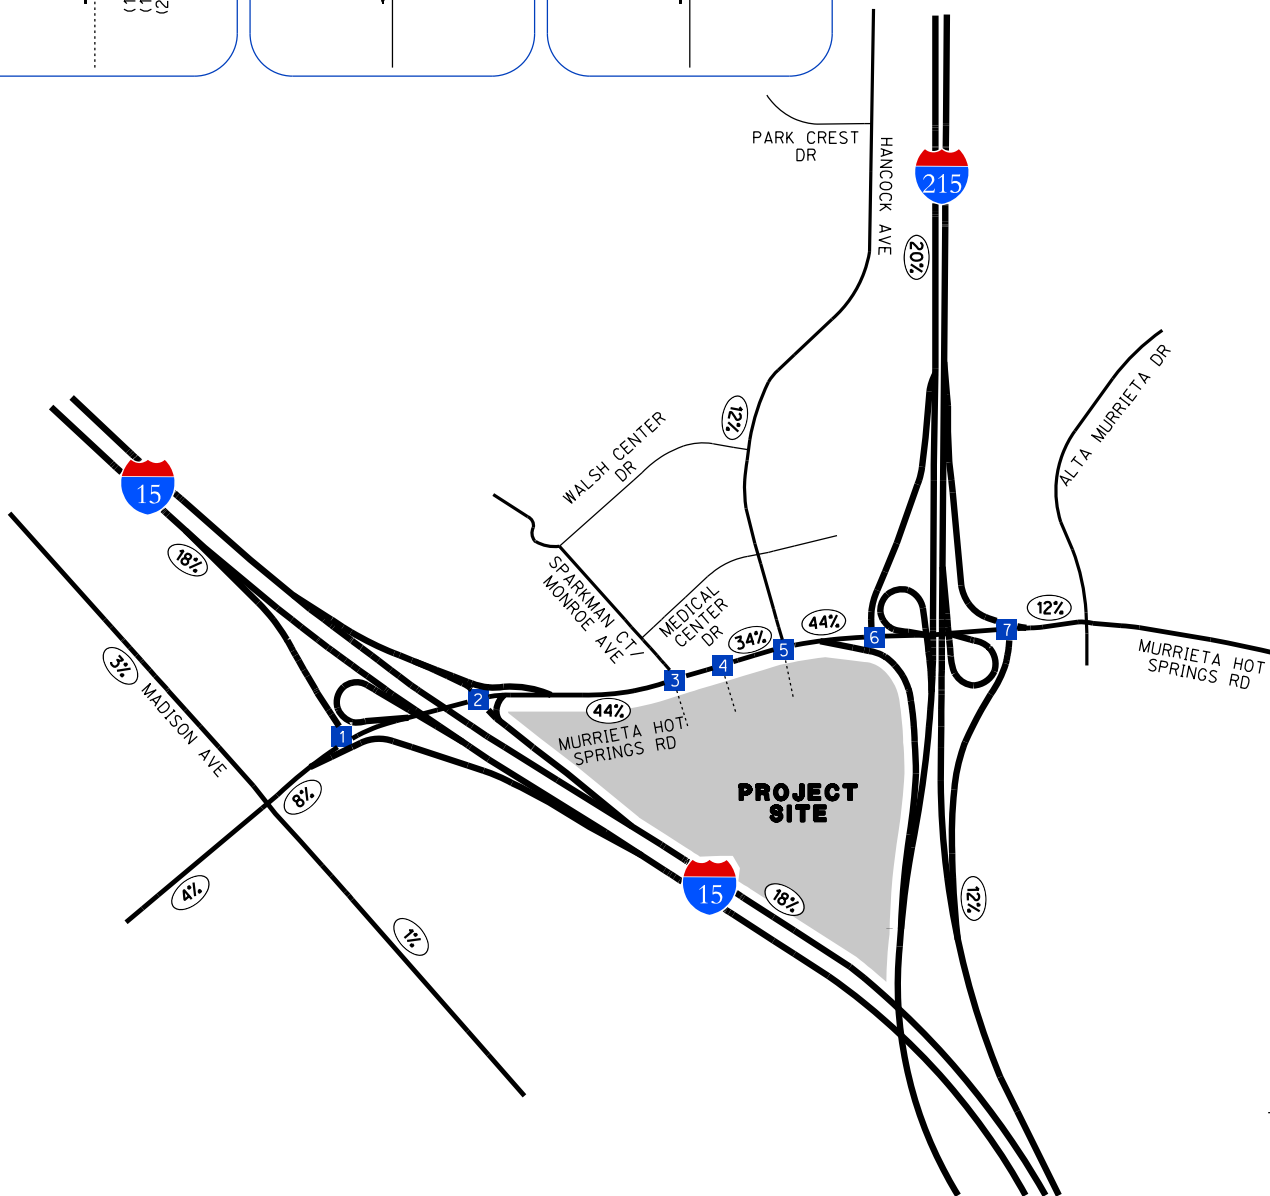 PARK CREST
DR
HANCOCK AVE
215
20%
ALTA MURRIETA DR
12%
WALSH CENTER
DR
15
18%
SPARKMAN CT/
MONROE AVE
MEDICAL
CENTER
DR
34%
44%
12%
1
2
3
4
5
6
7
MURRIETA HOT
SPRINGS RD
44%
MURRIETA HOT
SPRINGS RD
3%
MADISON AVE
8%
4%
1%
PROJECT
SITE
15
18%
12%